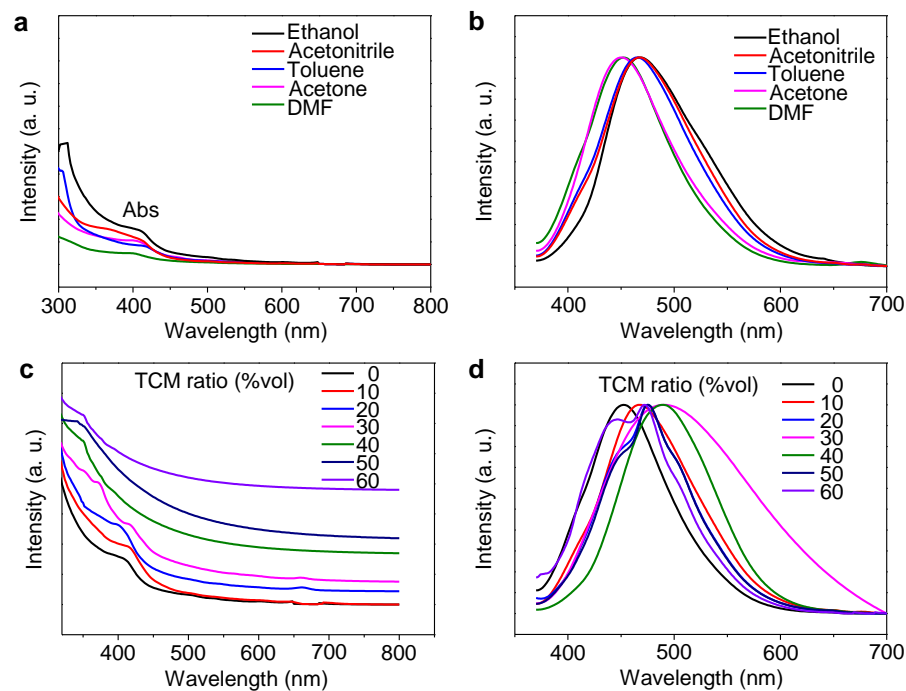 a
Ethanol
Acetonitrile
Toluene
Acetone
DMF
Abs
Intensity (a. u.)
300 400 500 600 700 800
Wavelength (nm)
b
Ethanol
Acetonitrile
Toluene
Acetone
DMF
Intensity (a. u.)
400 500 600 700
Wavelength (nm)
c
TCM ratio (%vol)
0
10
20
30
40
50
60
Intensity (a. u.)
400 500 600 700 800
Wavelength (nm)
d
TCM ratio (%vol)
0
10
20
30
40
50
60
Intensity (a. u.)
400 500 600 700
Wavelength (nm)